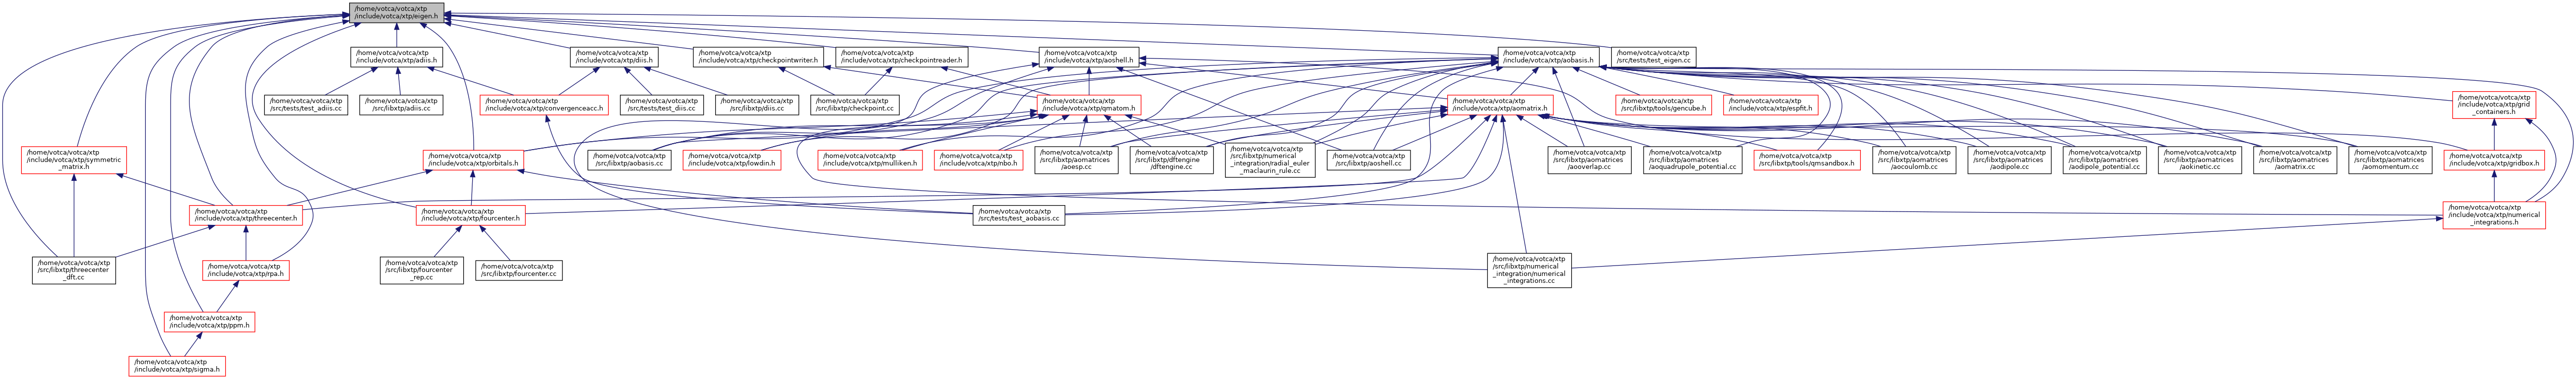 /home/votca/votca/xtp
/include/votca/xtp/eigen.h
/home/votca/votca/xtp
/include/votca/xtp/adiis.h
/home/votca/votca/xtp
/include/votca/xtp/diis.h
/home/votca/votca/xtp
/include/votca/xtp/checkpointwriter.h
/home/votca/votca/xtp
/include/votca/xtp/checkpointreader.h
/home/votca/votca/xtp
/include/votca/xtp/aoshell.h
/home/votca/votca/xtp
/include/votca/xtp/aobasis.h
/home/votca/votca/xtp
/src/tests/test_eigen.cc
/home/votca/votca/xtp
/src/tests/test_adiis.cc
/home/votca/votca/xtp
/src/libxtp/adiis.cc
/home/votca/votca/xtp
/include/votca/xtp/convergenceacc.h
/home/votca/votca/xtp
/src/tests/test_diis.cc
/home/votca/votca/xtp
/src/libxtp/diis.cc
/home/votca/votca/xtp
/src/libxtp/checkpoint.cc
/home/votca/votca/xtp
/include/votca/xtp/qmatom.h
/home/votca/votca/xtp
/include/votca/xtp/aomatrix.h
/home/votca/votca/xtp
/src/libxtp/tools/gencube.cc
/home/votca/votca/xtp
/include/votca/xtp/espfit.h
/home/votca/votca/xtp
/include/votca/xtp/grid
_containers.h
/home/votca/votca/xtp
/include/votca/xtp/symmetric
_matrix.h
/home/votca/votca/xtp
/include/votca/xtp/orbitals.h
/home/votca/votca/xtp
/src/libxtp/aobasis.cc
/home/votca/votca/xtp
/include/votca/xtp/lowdin.h
/home/votca/votca/xtp
/include/votca/xtp/mulliken.h
/home/votca/votca/xtp
/include/votca/xtp/nbo.h
/home/votca/votca/xtp
/src/libxtp/aomatrices
/aoesp.cc
/home/votca/votca/xtp
/src/libxtp/dftengine
/dftengine.cc
/home/votca/votca/xtp
/src/libxtp/numerical
_integration/radial_euler
_maclaurin_rule.cc
/home/votca/votca/xtp
/src/libxtp/aoshell.cc
/home/votca/votca/xtp
/src/libxtp/aomatrices
/aooverlap.cc
/home/votca/votca/xtp
/src/libxtp/aomatrices
/aoquadrupole_potential.cc
/home/votca/votca/xtp
/src/libxtp/tools/qmsandbox.cc
/home/votca/votca/xtp
/src/libxtp/aomatrices
/aocoulomb.cc
/home/votca/votca/xtp
/src/libxtp/aomatrices
/aodipole.cc
/home/votca/votca/xtp
/src/libxtp/aomatrices
/aodipole_potential.cc
/home/votca/votca/xtp
/src/libxtp/aomatrices
/aokinetic.cc
/home/votca/votca/xtp
/src/libxtp/aomatrices
/aomatrix.cc
/home/votca/votca/xtp
/src/libxtp/aomatrices
/aomomentum.cc
/home/votca/votca/xtp
/include/votca/xtp/gridbox.h
/home/votca/votca/xtp
/include/votca/xtp/threecenter.h
/home/votca/votca/xtp
/include/votca/xtp/fourcenter.h
/home/votca/votca/xtp
/src/tests/test_aobasis.cc
/home/votca/votca/xtp
/include/votca/xtp/numerical
_integrations.h
/home/votca/votca/xtp
/src/libxtp/threecenter
_dft.cc
/home/votca/votca/xtp
/include/votca/xtp/rpa.h
/home/votca/votca/xtp
/src/libxtp/fourcenter
_rep.cc
/home/votca/votca/xtp
/src/libxtp/fourcenter.cc
/home/votca/votca/xtp
/src/libxtp/numerical
_integration/numerical
_integrations.cc
/home/votca/votca/xtp
/include/votca/xtp/ppm.h
/home/votca/votca/xtp
/include/votca/xtp/sigma.h